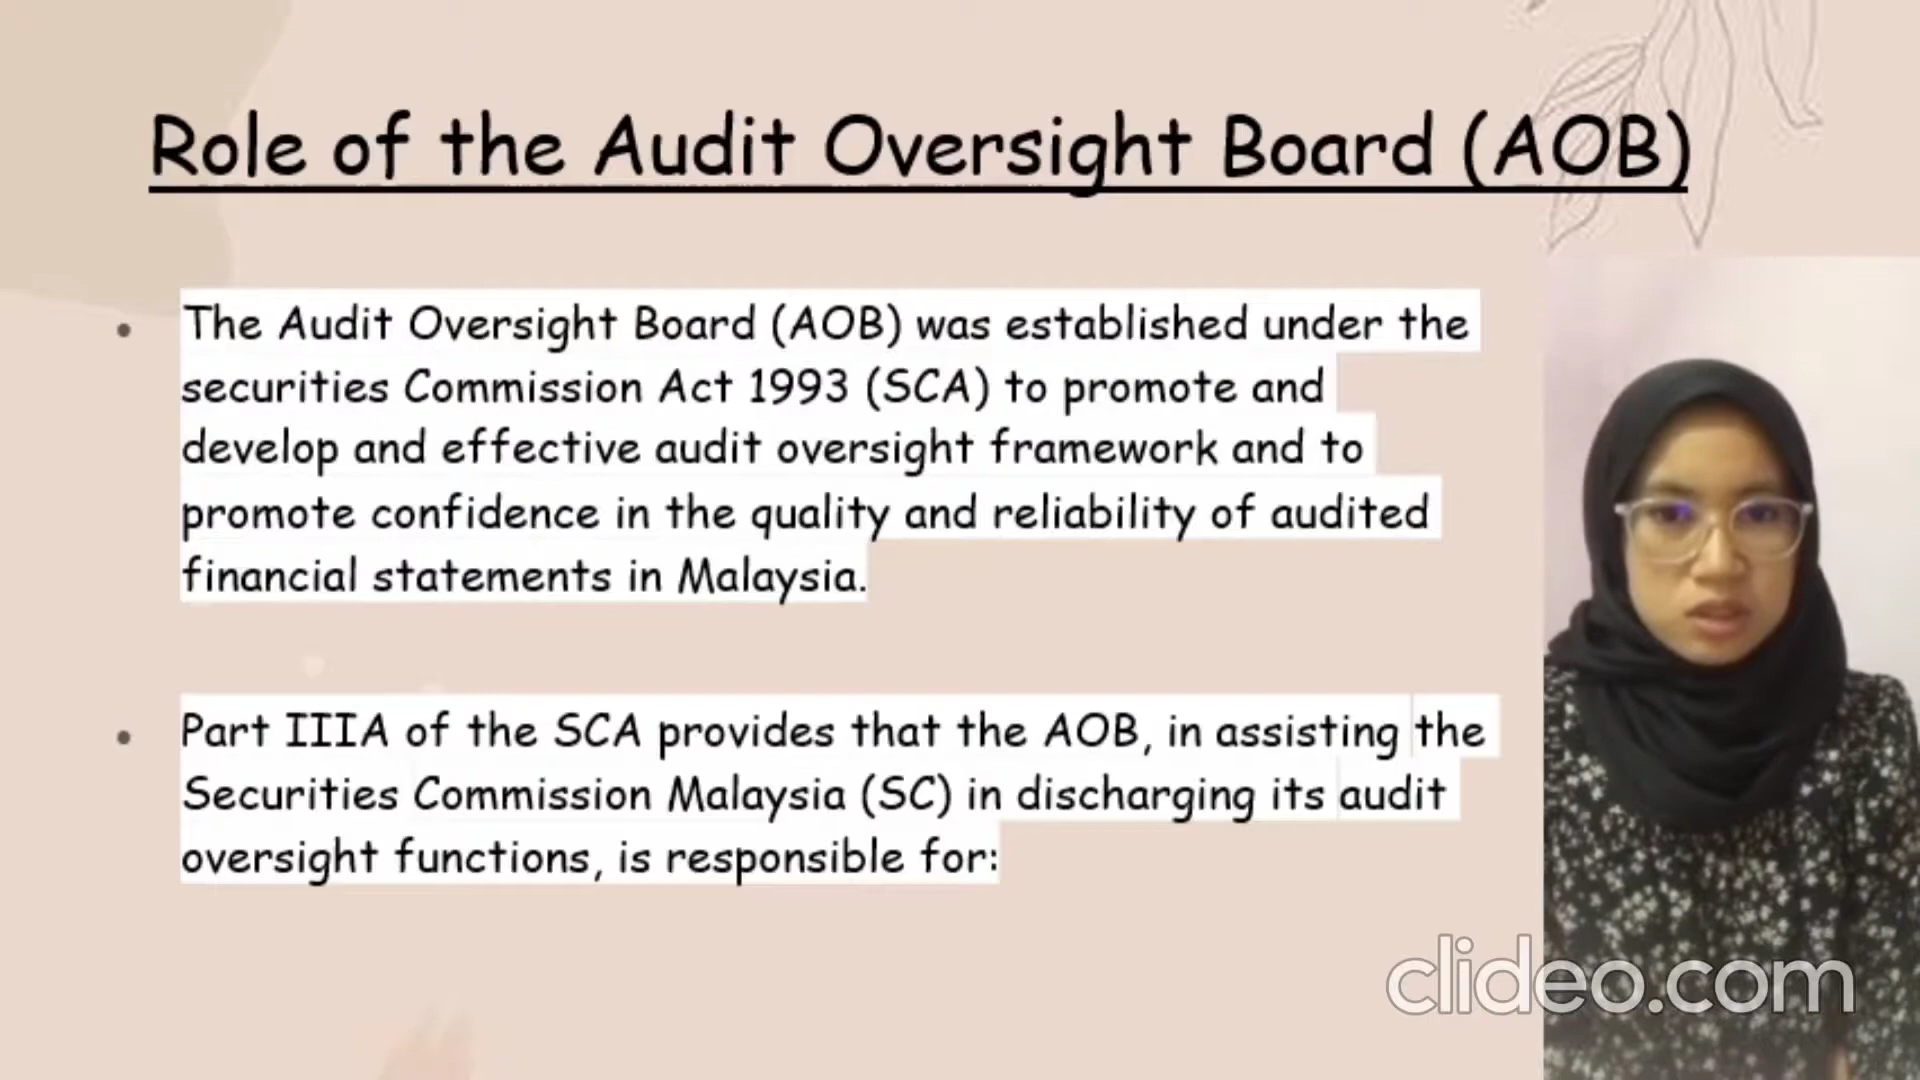 Role of the Audit Oversight Board (AOB)
• The Audit Oversight Board (AOB) was established under the
securities Commission Act 1993 (SCA) to promote and
develop and effective audit oversight framework and to
promote confidence in the quality and reliability of audited
financial statements in Malaysia.
• Part IIIA of the SCA provides that the AOB, in assisting the
Securities Commission Malaysia (SC) in discharging its audit
oversight functions, is responsible for:
clideo.com